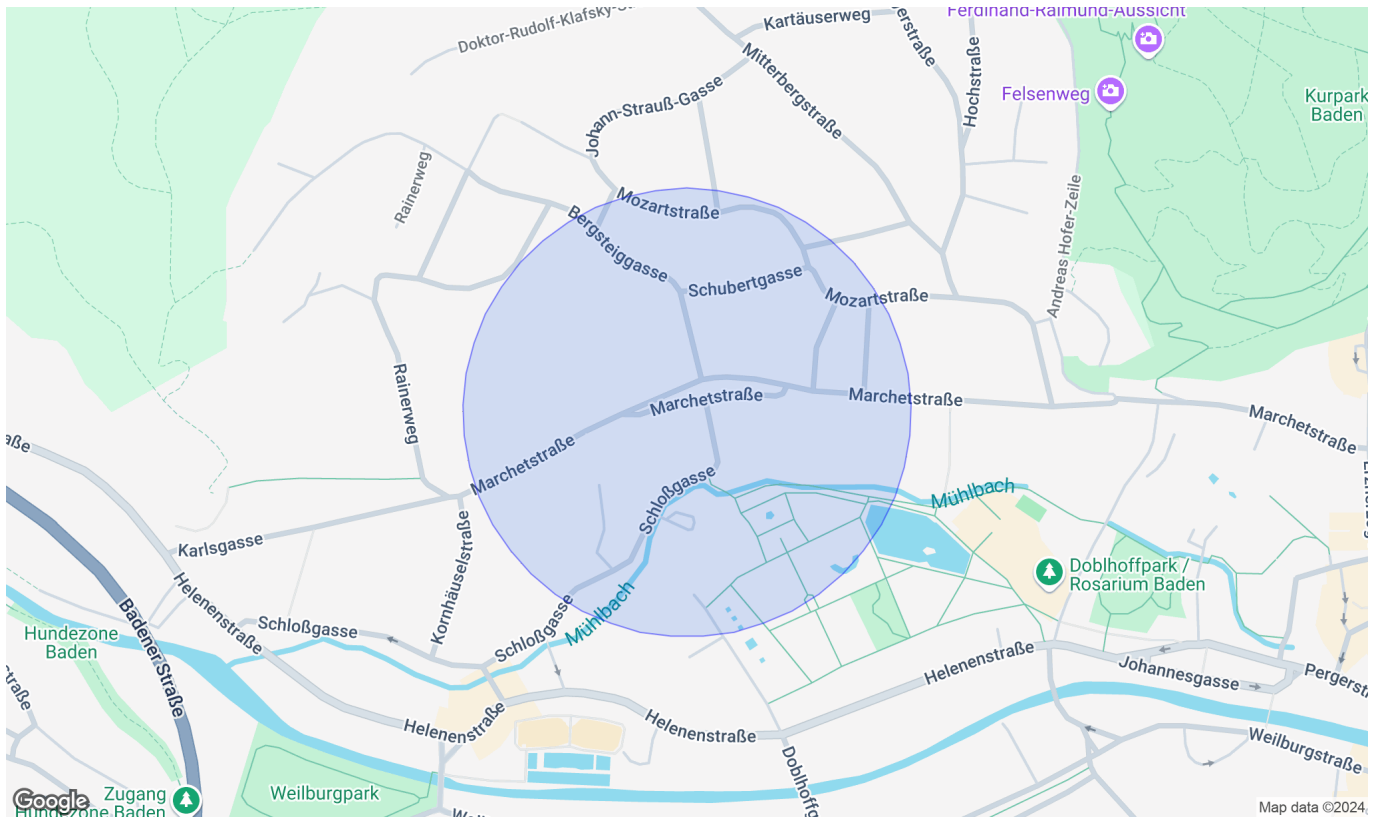 Ferdinand-Raimund-Aussicht
Kartäuserweg
Doktor-Rudolf-Klafsky-
Mitterbergstraße
Hochstraße
Felsenweg
Kurpark
Baden
Johann-Strauß-Gasse
Rainerweg
Mozartstraße
Bergsteiggasse
Andreas Hofer-Zeile
Schubertgasse
Mozartstraße
Rainerweg
Marchetstraße
Marchetstraße
Marchetstraße
Marchetstraße
Schloßgasse
Mühlbach
Karlsgasse
Kornhäuselstraße
Doblhoffpark /
Rosarium Baden
Helenenstraße
Badener Straße
Schloßgasse
Schloßgasse
Mühlbach
Hundezone
Baden
Helenenstraße
Johannesgasse
Helenenstraße
Helenenstraße
Weilburgstraße
Weilburgpark
Zugang
Hundezone Baden
Google
Map data ©2024